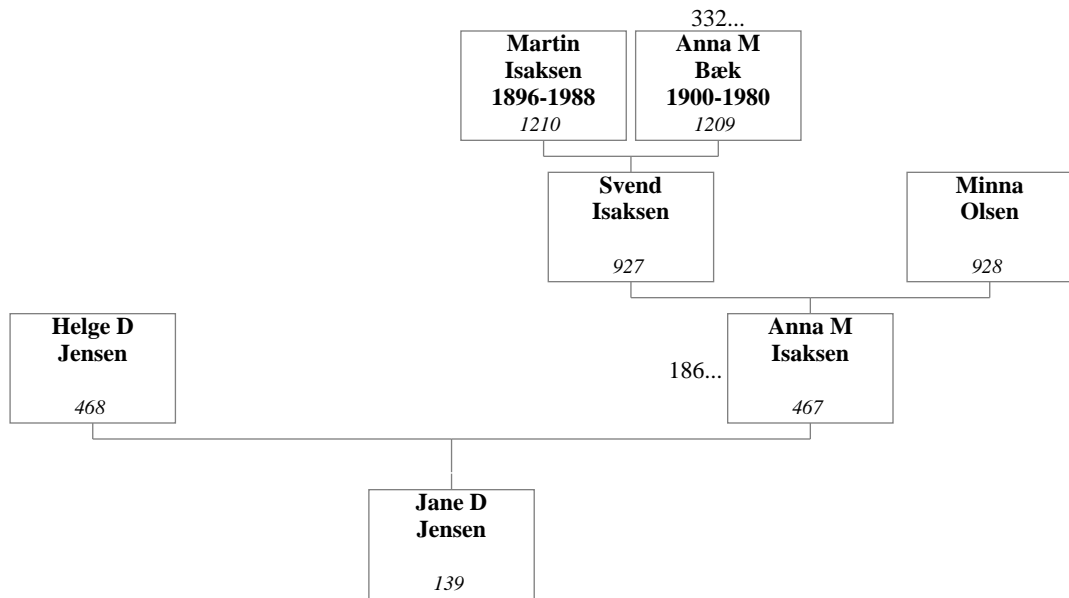 332...
Martin
Isaksen
1896-1988
1210
Anna M
Bæk
1900-1980
1209
Svend
Isaksen
927
Minna
Olsen
928
Helge D
Jensen
468
186...
Anna M
Isaksen
467
Jane D
Jensen
139